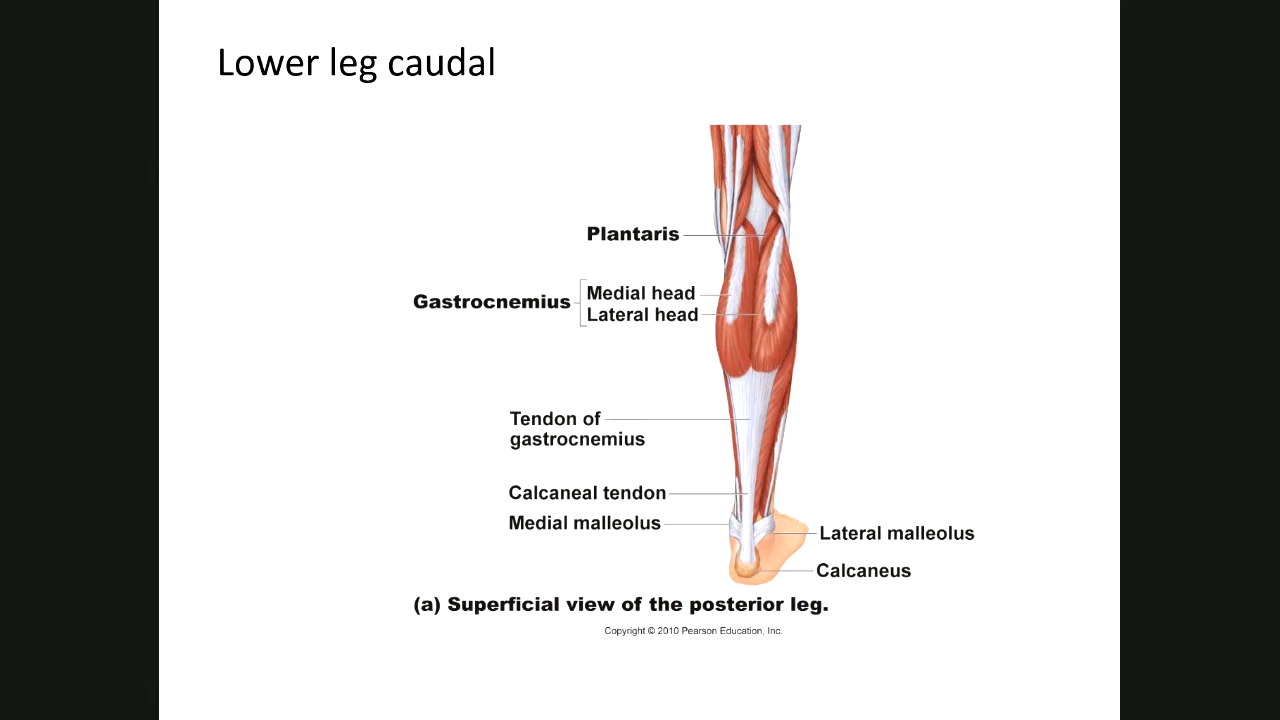 Lower leg caudal
Plantaris
Gastrocnemius
Medial head
Lateral head
Tendon of
gastrocnemius
Calcaneal tendon
Medial malleolus
Lateral malleolus
Calcaneus
(a) Superficial view of the posterior leg.
Copyright © 2010 Pearson Education, Inc.